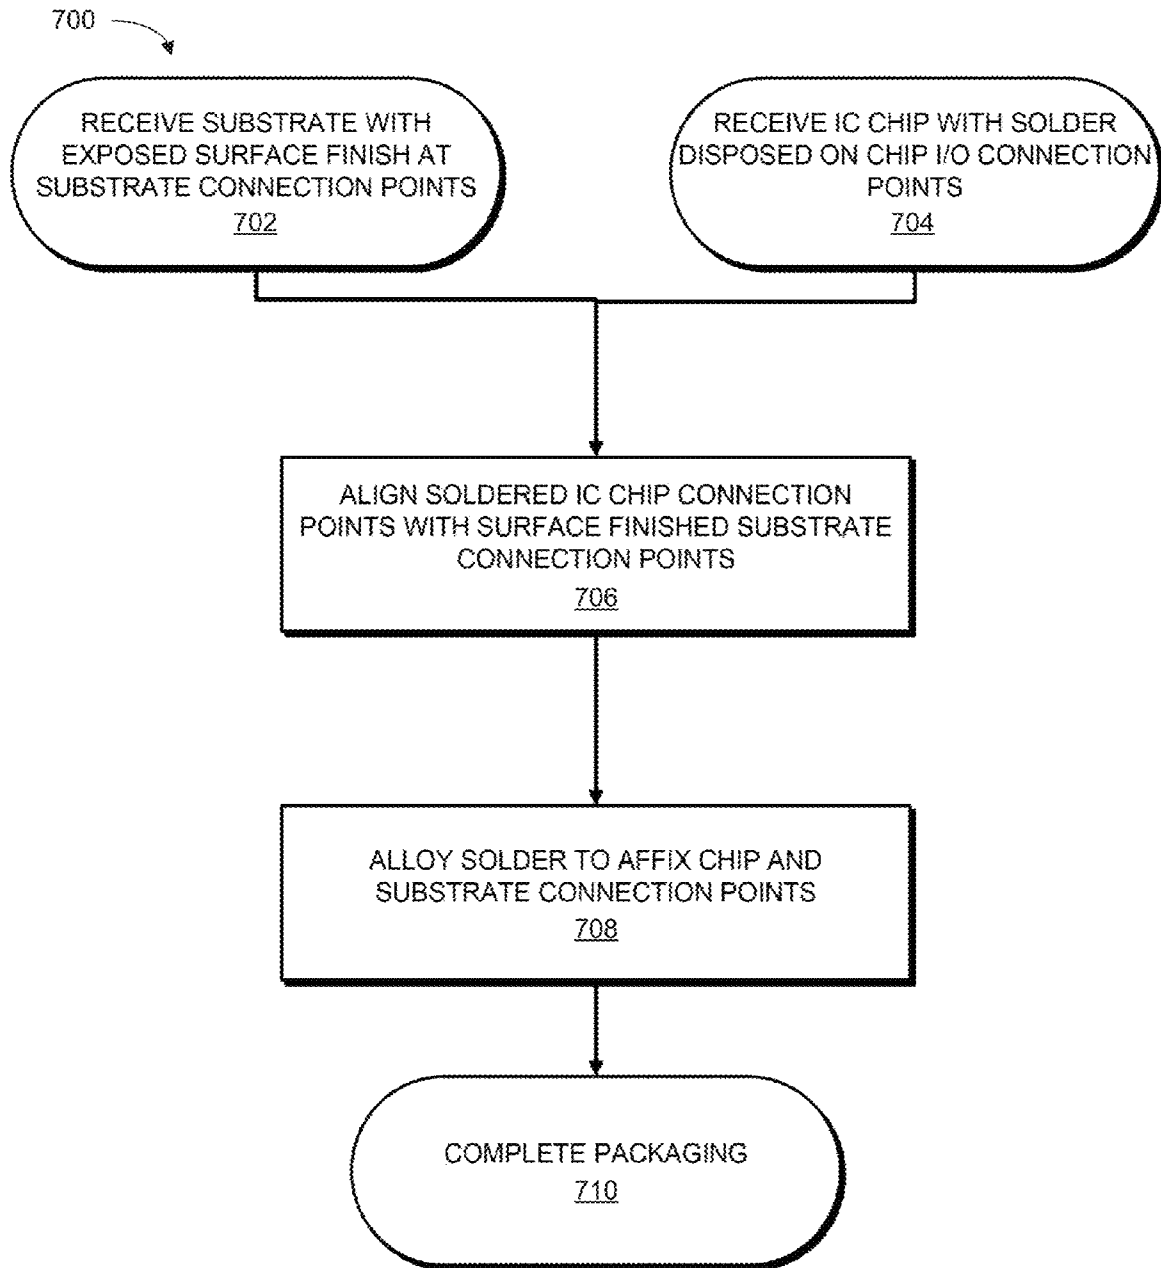 700
RECEIVE SUBSTRATE WITH
EXPOSED SURFACE FINISH AT
SUBSTRATE CONNECTION POINTS
702
RECEIVE IC CHIP WITH SOLDER
DISPOSED ON CHIP I/O CONNECTION
POINTS
704
ALIGN SOLDERED IC CHIP CONNECTION
POINTS WITH SURFACE FINISHED SUBSTRATE
CONNECTION POINTS
706
ALLOY SOLDER TO AFFIX CHIP AND
SUBSTRATE CONNECTION POINTS
708
COMPLETE PACKAGING
710